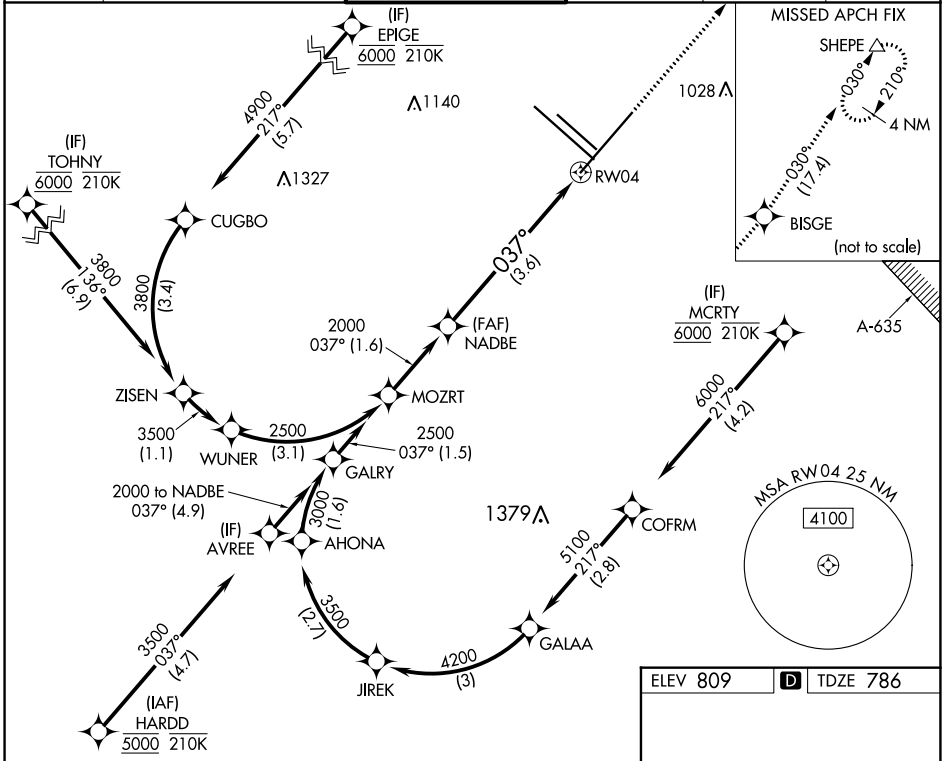 (IF)
EPIGE
6000 210K
4900
217°
(5.7)
1140
1327
(IF)
TOHNY
6000 210K
3800
136°
(6.9)
CUGBO
3800
(3.4)
ZISEN
3500
(1.1)
WUNER
2500
(3.1)
MOZRT
2000
037° (1.6)
(FAF)
NADBE
037°
(3.6)
RW04
1028
MISSED APCH FIX
SHEPE
030°
210°
4 NM
030°
(17.4)
BISGE
(not to scale)
A-635
(IF)
MCRTY
6000 210K
6000
217°
(4.2)
COFRM
5100
217°
(2.8)
GALAA
4200
(3)
JIREK
3500
(2.7)
AHONA
3000
(1.6)
GALRY
2500
037° (1.5)
2000 to NADBE
037° (4.9)
(IF)
AVREE
3500
037°
(4.7)
(IAF)
HARDD
5000 210K
1379
MSA RW04 25 NM
4100
ELEV 809 D TDZE 786